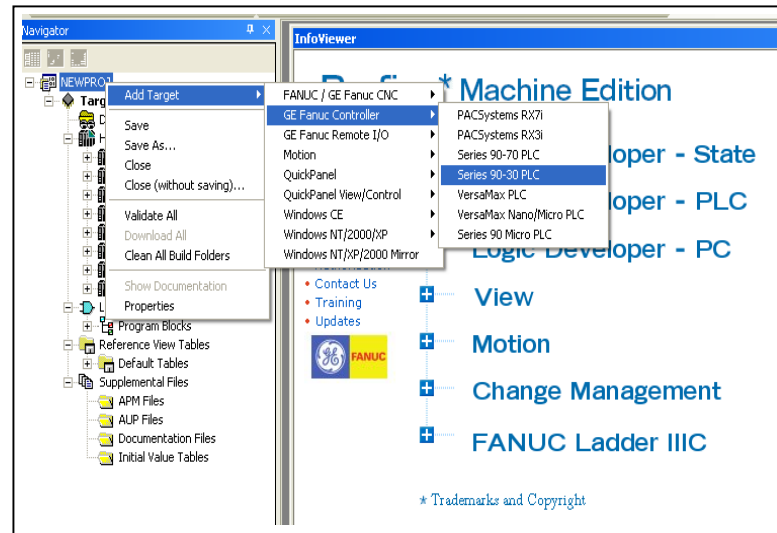 Navigator
InfoViewer
NEWPROJ
Machine Edition
Add Target
Save
Save As...
Close
Close (without saving)...
Validate All
Download All
Clean All Build Folders
Show Documentation
Properties
FANUC / GE Fanuc CNC
GE Fanuc Controller
GE Fanuc Remote I/O
Motion
QuickPanel
QuickPanel View/Control
Windows CE
Windows NT/2000/XP
Windows NT/XP/2000 Mirror
PACSystems RX7i
PACSystems RX3i
Series 90-70 PLC
Series 90-30 PLC
VersaMax PLC
VersaMax Nano/Micro PLC
Series 90 Micro PLC
- State
- PLC
Logic Developer - PC
Contact Us
Training
Updates
GE FANUC
View
Motion
Change Management
FANUC Ladder IIIC
* Trademarks and Copyright
Program Blocks
Reference View Tables
Default Tables
Supplemental Files
APM Files
AUP Files
Documentation Files
Initial Value Tables